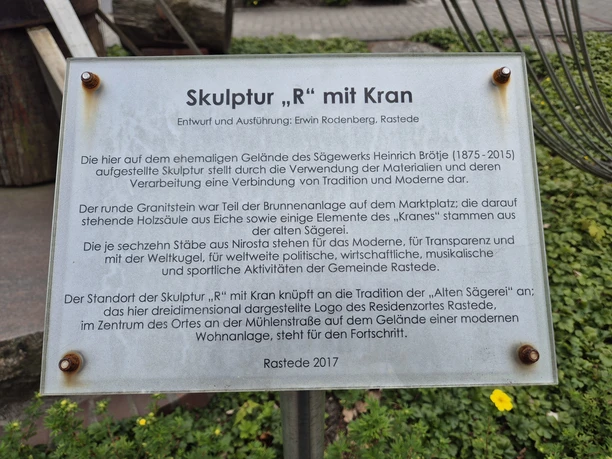 Skulptur „R“ mit Kran
Entwurf und Ausführung: Erwin Rodenberg, Rastede
Die hier auf dem ehemaligen Gelände des Sägewerks Heinrich Brötje (1875-2015)
aufgestellte Skulptur stellt durch die Verwendung der Materialien und deren
Verarbeitung eine Verbindung von Tradition und Moderne dar.
Der runde Granitstein war Teil der Brunnenanlage auf dem Marktplatz; die darauf
stehende Holzsäule aus Eiche sowie einige Elemente des „Kranes“ stammen aus
der alten Sägerei.
Die je sechzehn Stäbe aus Nirosta stehen für das Moderne, für Transparenz und
mit der Weltkugel, für weltweite politische, wirtschaftliche, musikalische
und sportliche Aktivitäten der Gemeinde Rastede.
Der Standort der Skulptur „R“ mit Kran knüpft an die Tradition der „Alten Sägerei“ an;
das hier dreidimensional dargestellte Logo des Residenzortes Rastede,
im Zentrum des Ortes an der Mühlenstraße auf dem Gelände einer modernen
Wohnanlage, steht für den Fortschritt.
Rastede 2017